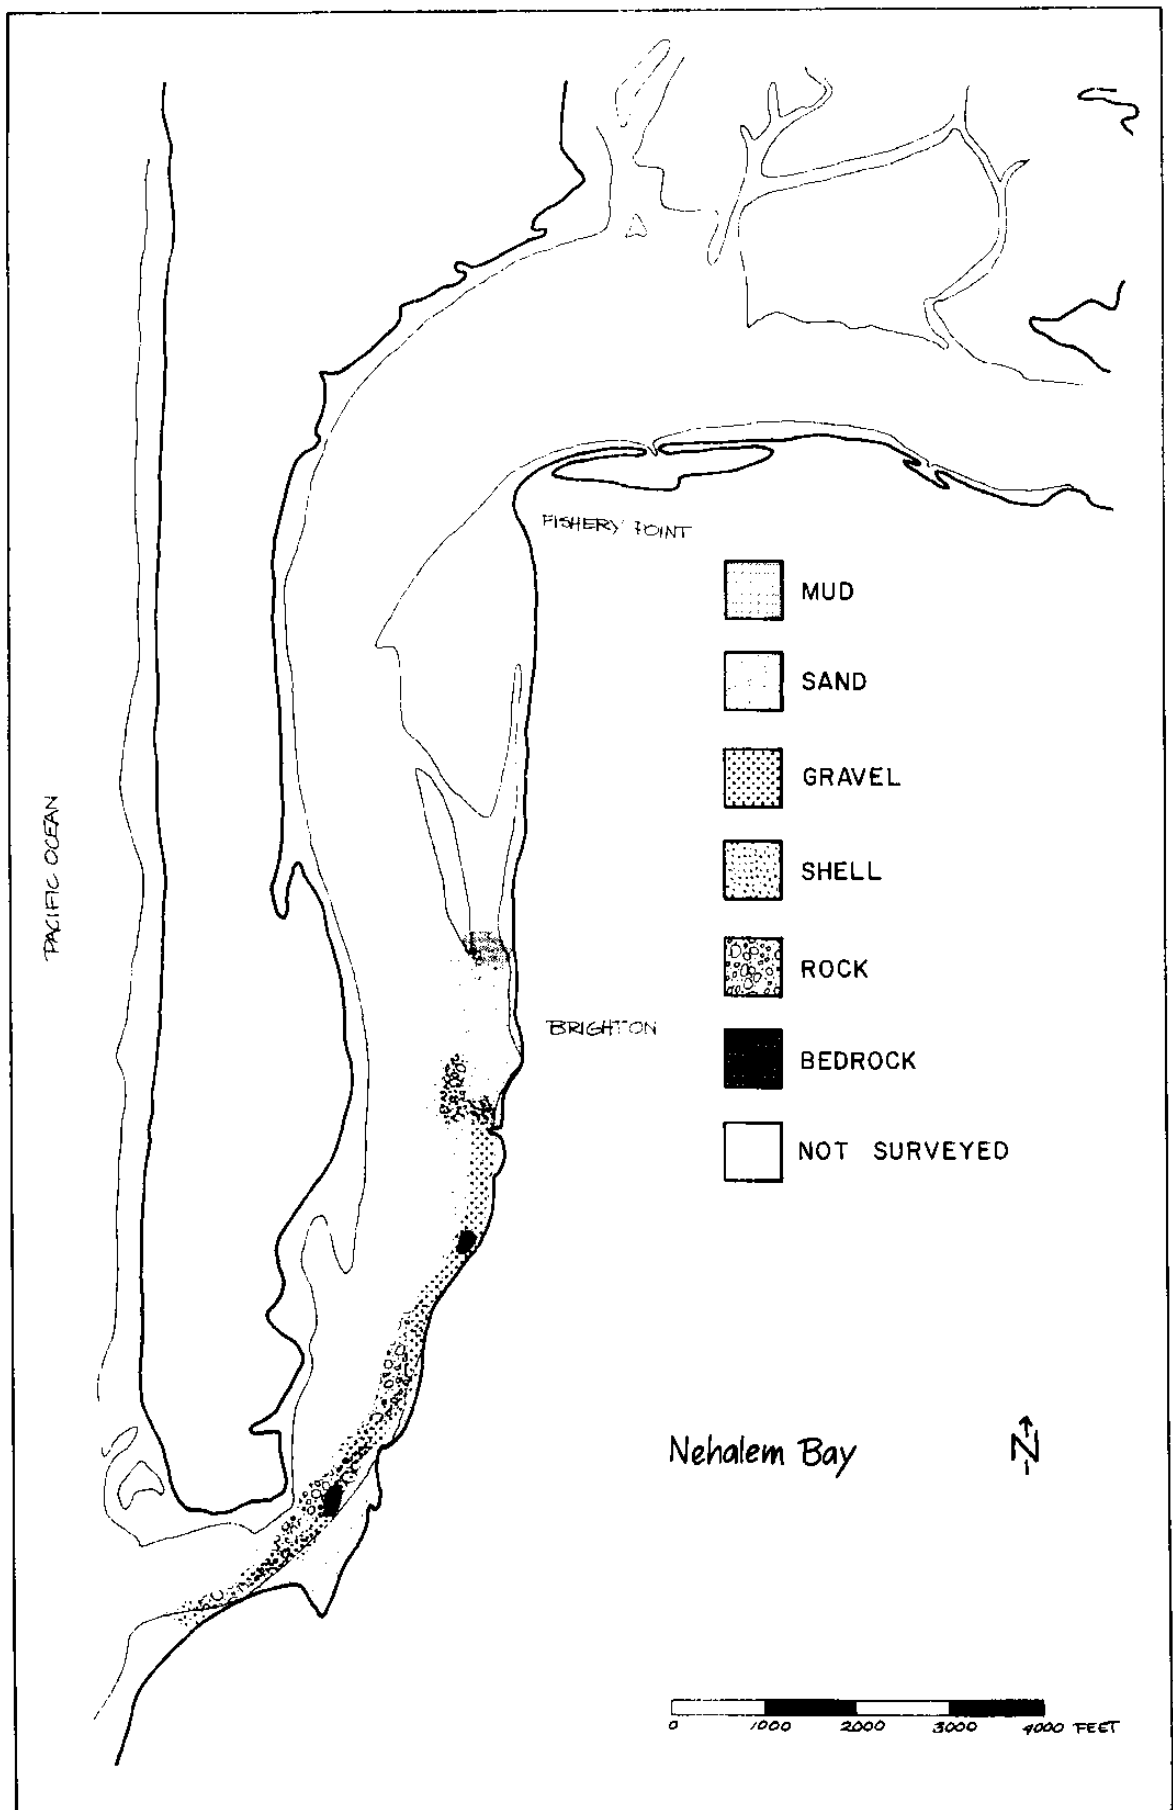 FISHERY POINT
MUD
SAND
GRAVEL
SHELL
PACIFIC OCEAN
ROCK
BRIGHTON
BEDROCK
NOT SURVEYED
Nehalem Bay
N
0 1000 2000 3000 4000 FEET